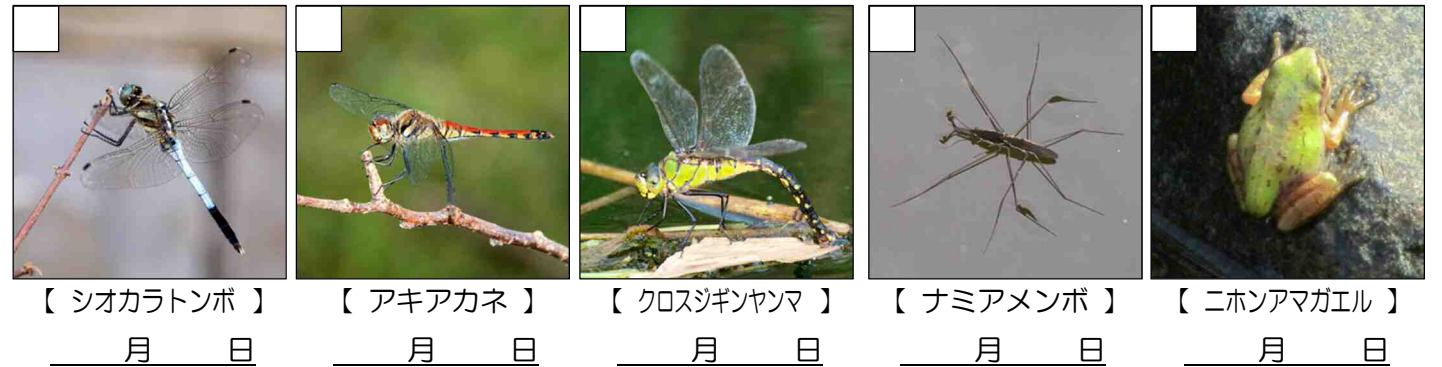 【 シオカラトンボ 】 【 アキアカネ 】 【 クロスジギンヤンマ 】 【 ナミアメンボ 】 【 ニホンアマガエル 】
月 日 月 日 月 日 月 日 月 日